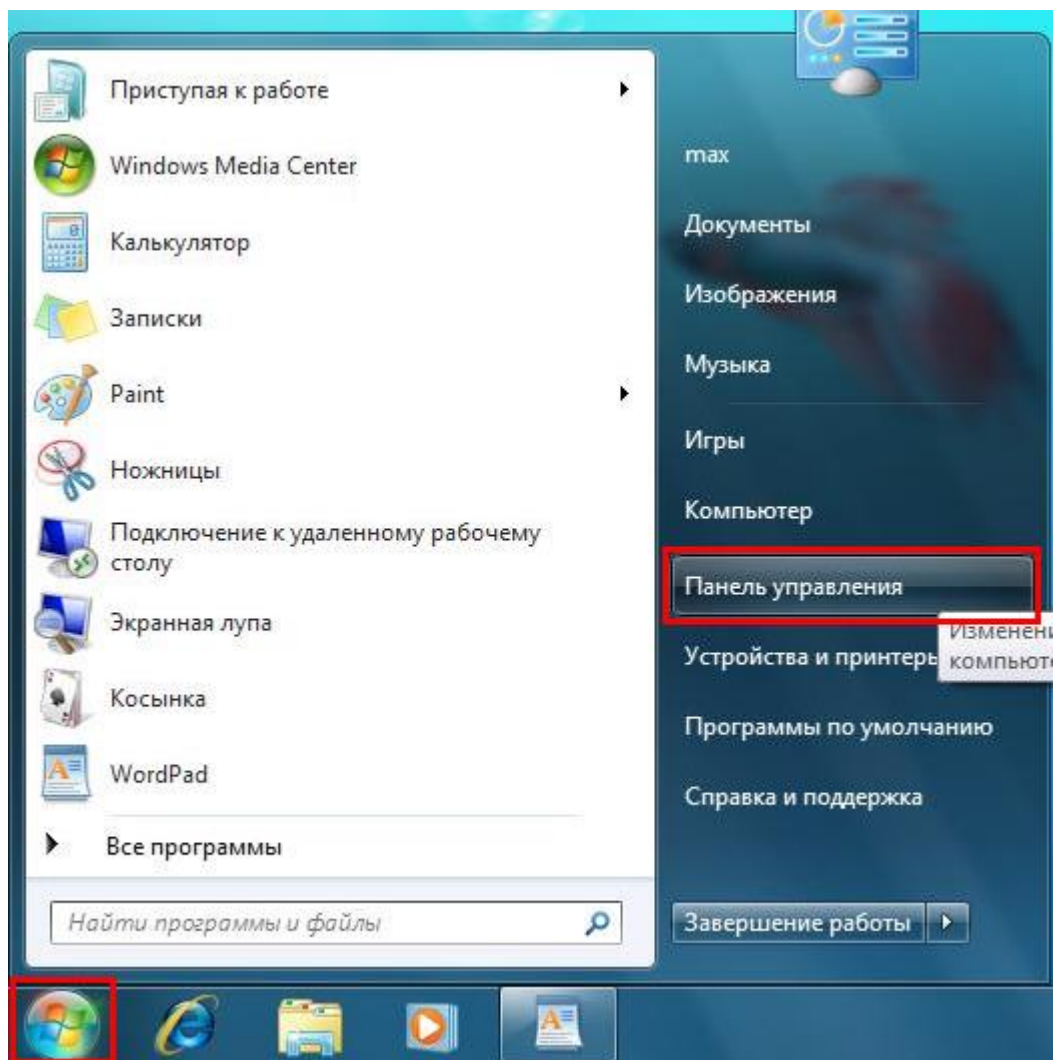 Приступая к работе
Windows Media Center
Калькулятор
Записки
Paint
Ножницы
Подключение к удаленному рабочему
столу
Экранная лупа
Косынка
WordPad
Все программы
Найти программы и файлы
max
Документы
Изображения
Музыка
Игры
Компьютер
Панель управления
Устройства и принтеры
Программы по умолчанию
Справка и поддержка
Завершение работы